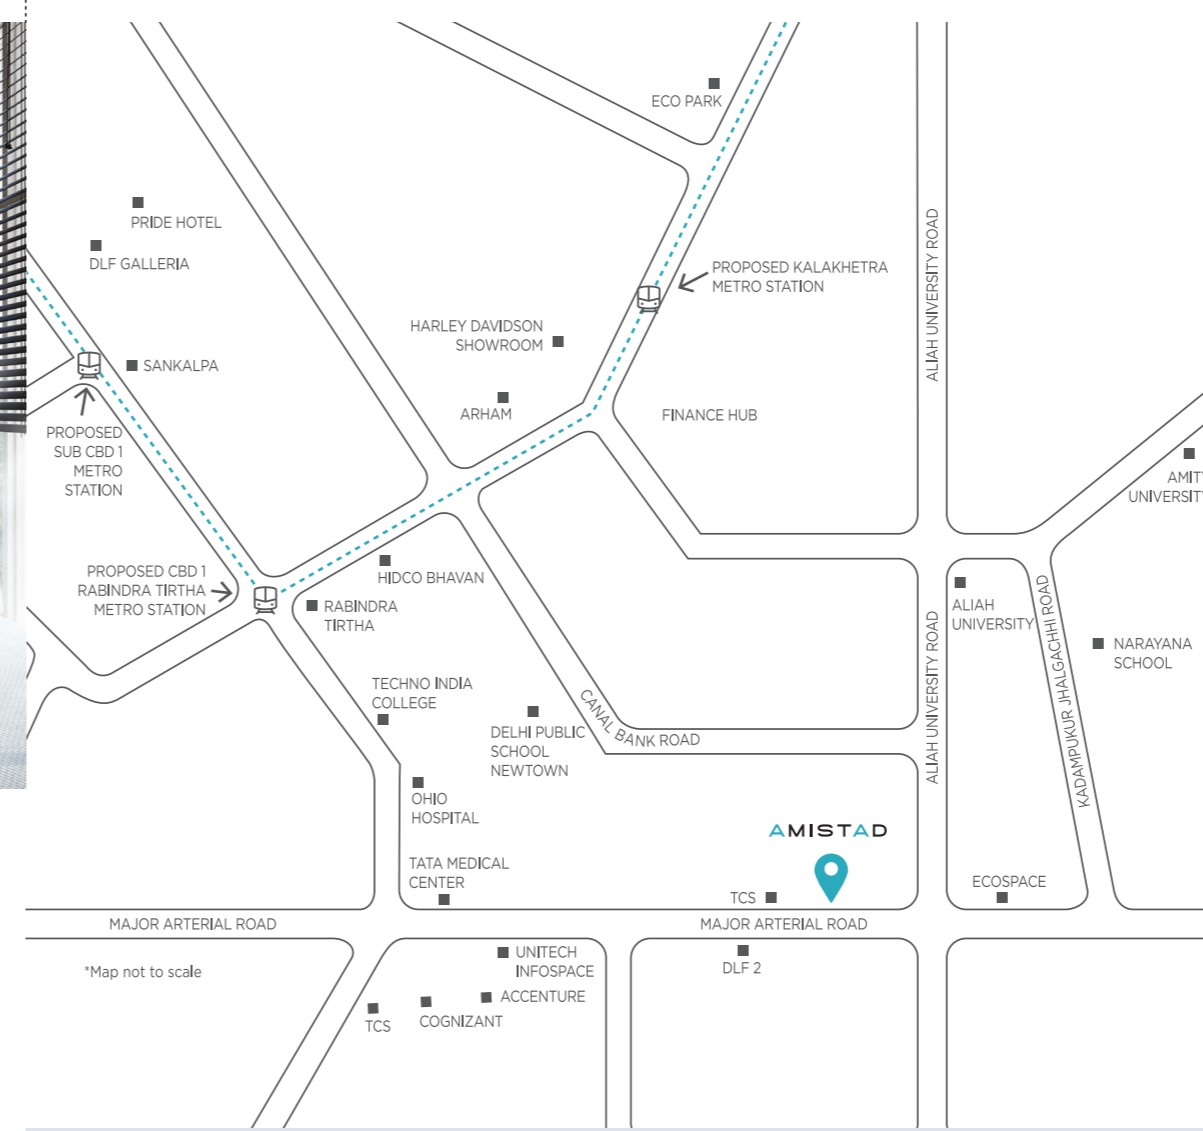 ECO PARK
PRIDE HOTEL
DLF GALLERIA
PROPOSED KALAKHETRA
METRO STATION
ALIAH UNIVERSITY ROAD
HARLEY DAVIDSON
SHOWROOM
SANKALPA
ARHAM
FINANCE HUB
PROPOSED
SUB CBD 1
METRO
STATION
AMIT
UNIVERSIT
PROPOSED CBD 1
RABINDRA TIRTHA
METRO STATION
HIDCO BHAVAN
RABINDRA
TIRTHA
ALIAH
UNIVERSITY
ALIAH UNIVERSITY ROAD
KADAMPUKUR JHALGACHHI ROAD
NARAYANA
SCHOOL
TECHNO INDIA
COLLEGE
DELHI PUBLIC
SCHOOL
NEWTOWN
CANAL BANK ROAD
OHIO
HOSPITAL
AMISTAD
TATA MEDICAL
CENTER
TCS
ECOSPACE
MAJOR ARTERIAL ROAD
MAJOR ARTERIAL ROAD
*Map not to scale
UNITECH
INFOSPACE
DLF 2
ACCENTURE
TCS
COGNIZANT